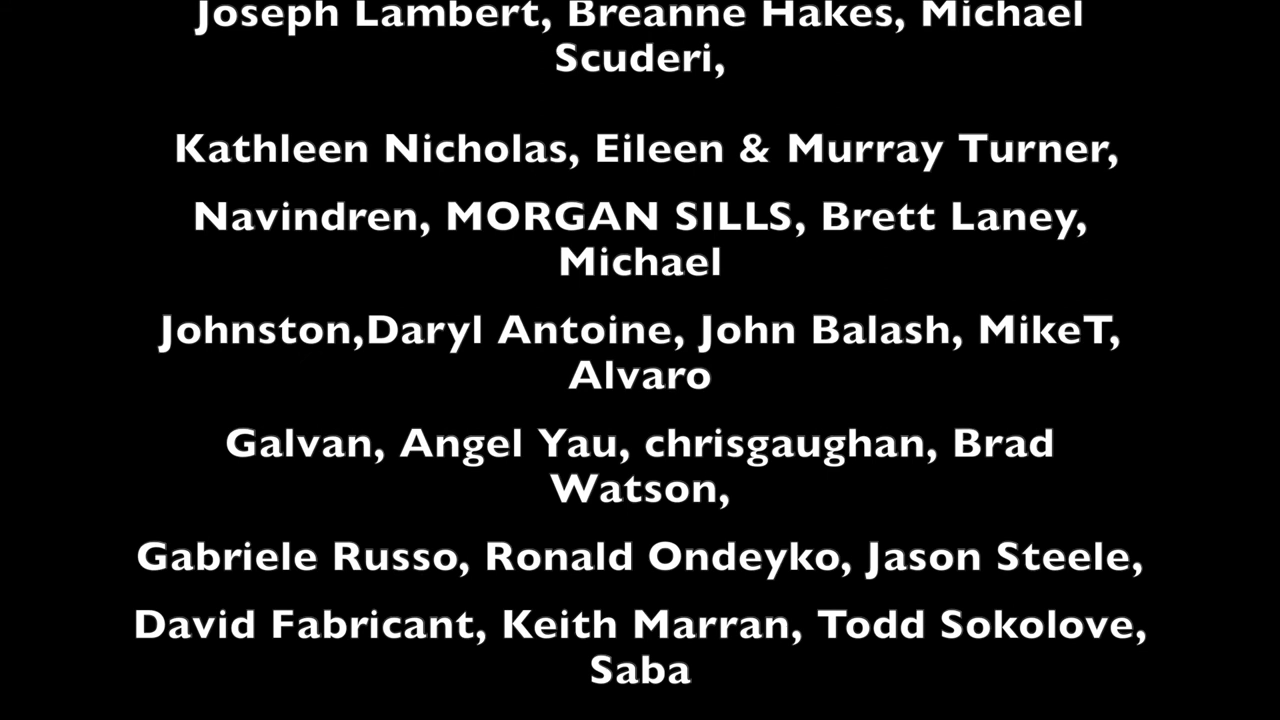 Joseph Lambert, Breanne Hakes, Michael
Scuderi,
Kathleen Nicholas, Eileen & Murray Turner,
Navindren, MORGAN SILLS, Brett Laney,
Michael
Johnston,Daryl Antoine, John Balash, MikeT,
Alvaro
Galvan, Angel Yau, chrisgaughan, Brad
Watson,
Gabriele Russo, Ronald Ondeyko, Jason Steele,
David Fabricant, Keith Marran, Todd Sokolove,
Saba